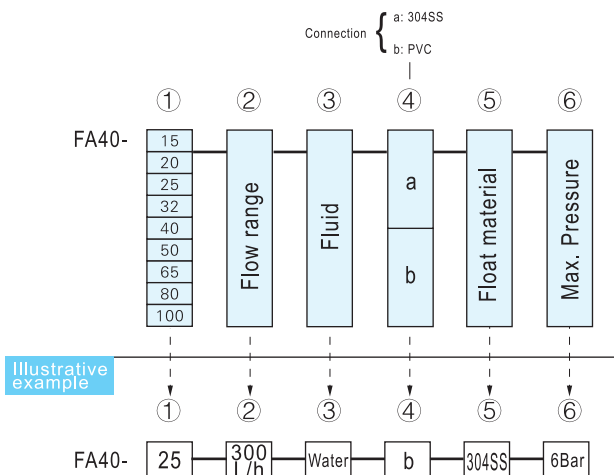 a: 304SS
Connection {
b: PVC
① ② ③ ④ ⑤ ⑥
FA40-
15
20
25
32
40
50
65
80
100
Flow range
Fluid
a
b
Float material
Max. Pressure
Illustrative
example
① ② ③ ④ ⑤ ⑥
FA40- 25 300 L/h Water b 304SS 6Bar